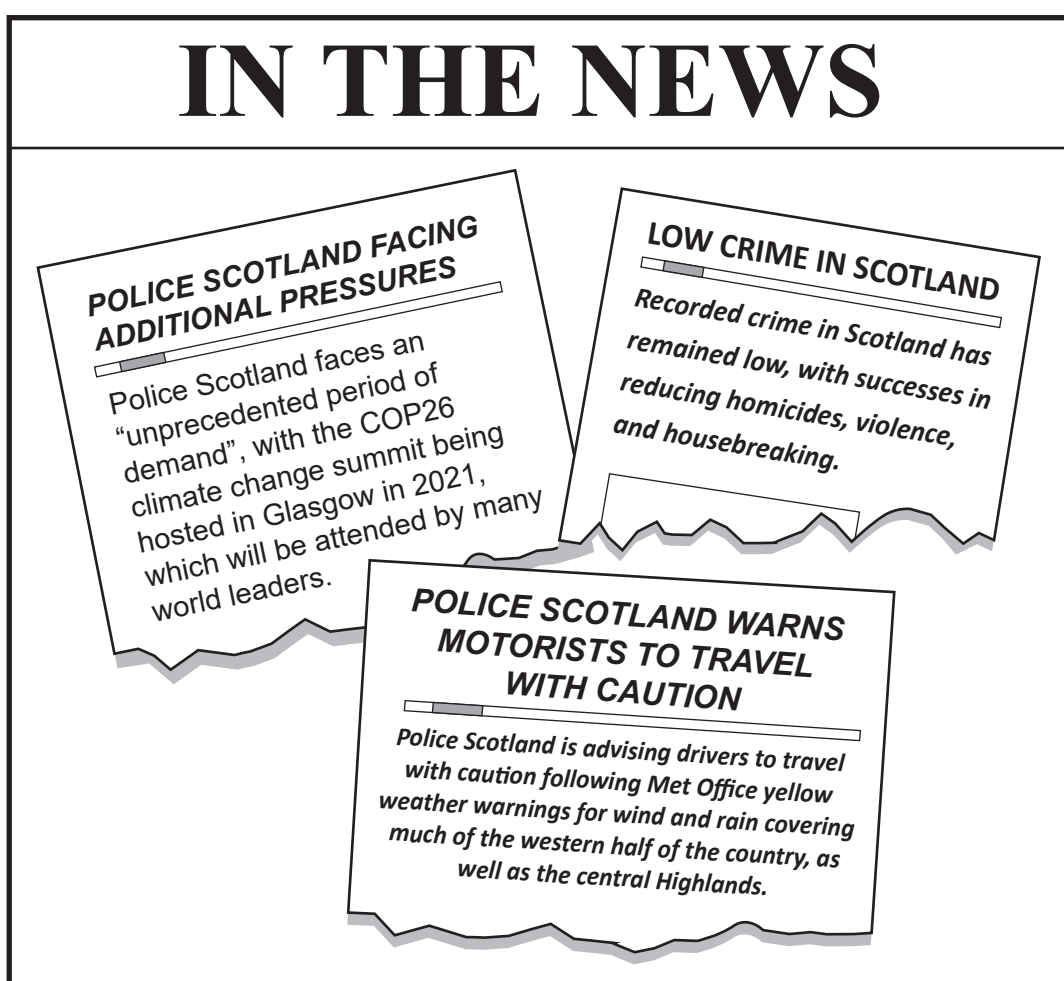 IN THE NEWS
POLICE SCOTLAND FACING
ADDITIONAL PRESSURES
Police Scotland faces an
“unprecedented period of
demand”, with the COP26
climate change summit being
hosted in Glasgow in 2021,
which will be attended by many
world leaders.
LOW CRIME IN SCOTLAND
Recorded crime in Scotland has
remained low, with successes in
reducing homicides, violence,
and housebreaking.
POLICE SCOTLAND WARNS
MOTORISTS TO TRAVEL
WITH CAUTION
Police Scotland is advising drivers to travel
with caution following Met Office yellow
weather warnings for wind and rain covering
much of the western half of the country, as
well as the central Highlands.